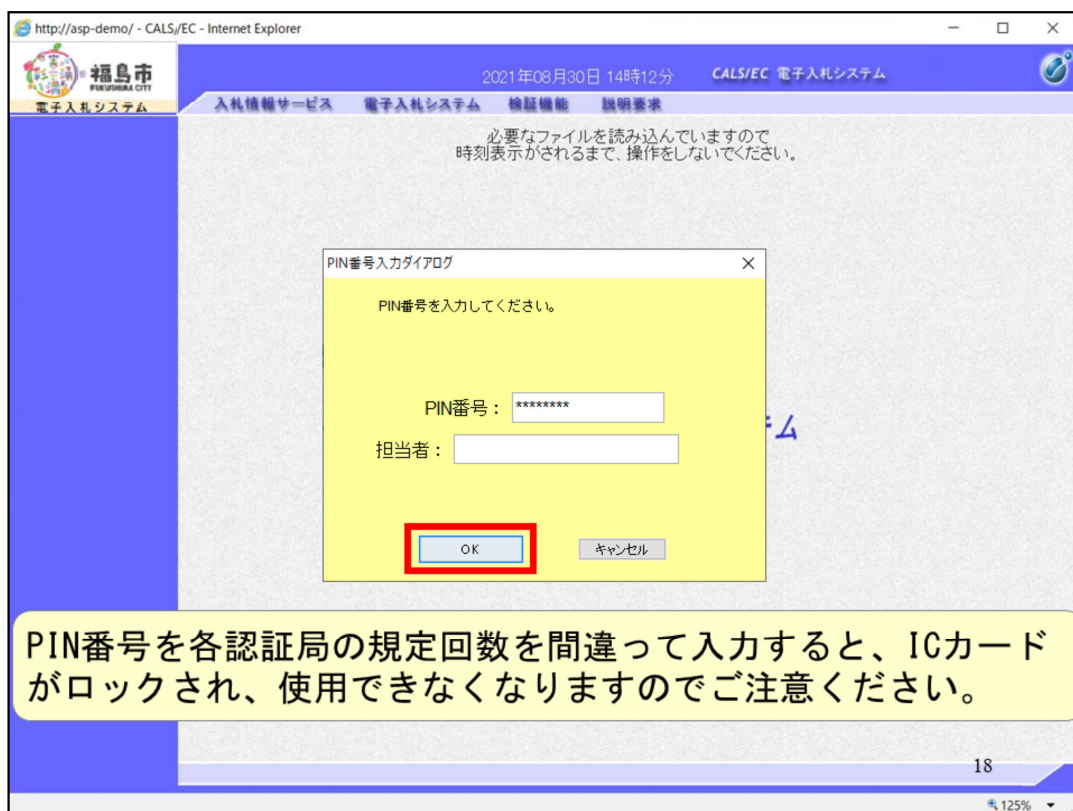 http://asp-demo/ - CALS/EC - Internet Explorer
福島市
FUKUSHIMA CITY
電子入札システム
2021年08月30日 14時12分
CALS/EC 電子入札システム
入札情報サービス 電子入札システム 検証機能 説明要求
必要なファイルを読み込んでいますので
時刻表示がされるまで、操作をしないでください。
PIN番号入力ダイアログ
PIN番号を入力してください。
PIN番号： ********
担当者：
OK キャンセル
ム
PIN番号を各認証局の規定回数を間違って入力すると、ICカード
がロックされ、使用できなくなりますのでご注意ください。
18
125%